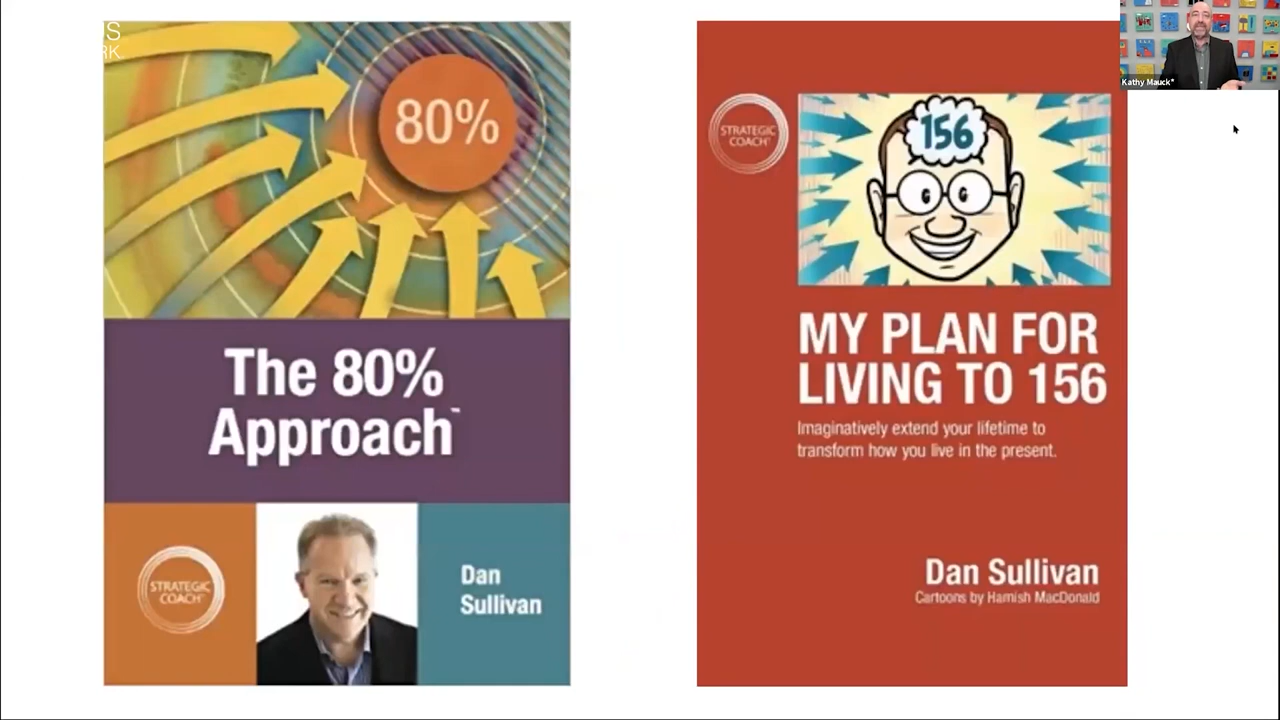 S
RK
80%
The 80%
Approach™
STRATEGIC
COACH
Dan
Sullivan
STRATEGIC
COACH
156
MY PLAN FOR
LIVING TO 156
Imaginatively extend your lifetime to
transform how you live in the present.
Dan Sullivan
Cartoons by Hamish MacDonald
Kathy Mauck*